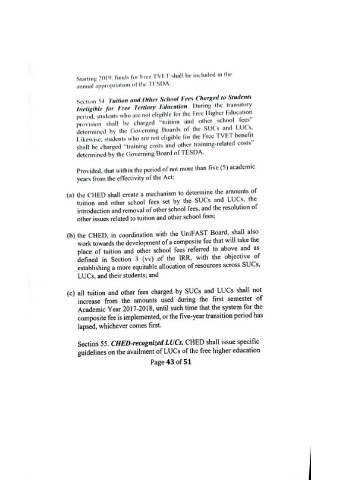 Starting 2019, funds for Free TVET shall be included in the
annual appropriation of the TESDA.
Section 54. Tuition and Other School Fees Charged to Students
Ineligible for Free Tertiary Education. During the transitory
period, students who are not eligible for the Free Higher Education
provision shall be charged "tuition and other school fees"
determined by the Governing Boards of the SUCs and LUCs.
Likewise, students who are not eligible for the Free TVET benefit
shall be charged "training costs and other training-related costs"
determined by the Governing Board of TESDA.
Provided, that within the period of not more than five (5) academic
years from the effectivity of the Act:
(a) the CHED shall create a mechanism to determine the amounts of
tuition and other school fees set by the SUCs and LUCs, the
introduction and removal of other school fees, and the resolution of
other issues related to tuition and other school fees;
(b) the CHED, in coordination with the UniFAST Board, shall also
work towards the development of a composite fee that will take the
place of tuition and other school fees referred to above and as
defined in Section 3 (vv) of the IRR, with the objective of
establishing a more equitable allocation of resources across SUCs,
LUCs, and their students; and
(c) all tuition and other fees charged by SUCs and LUCs shall not
increase from the amounts used during the first semester of
Academic Year 2017-2018, until such time that the system for the
composite fee is implemented, or the five-year transition period has
lapsed, whichever comes first.
Section 55. CHED-recognized LUCs. CHED shall issue specific
guidelines on the availment of LUCs of the free higher education
Page 43 of 51